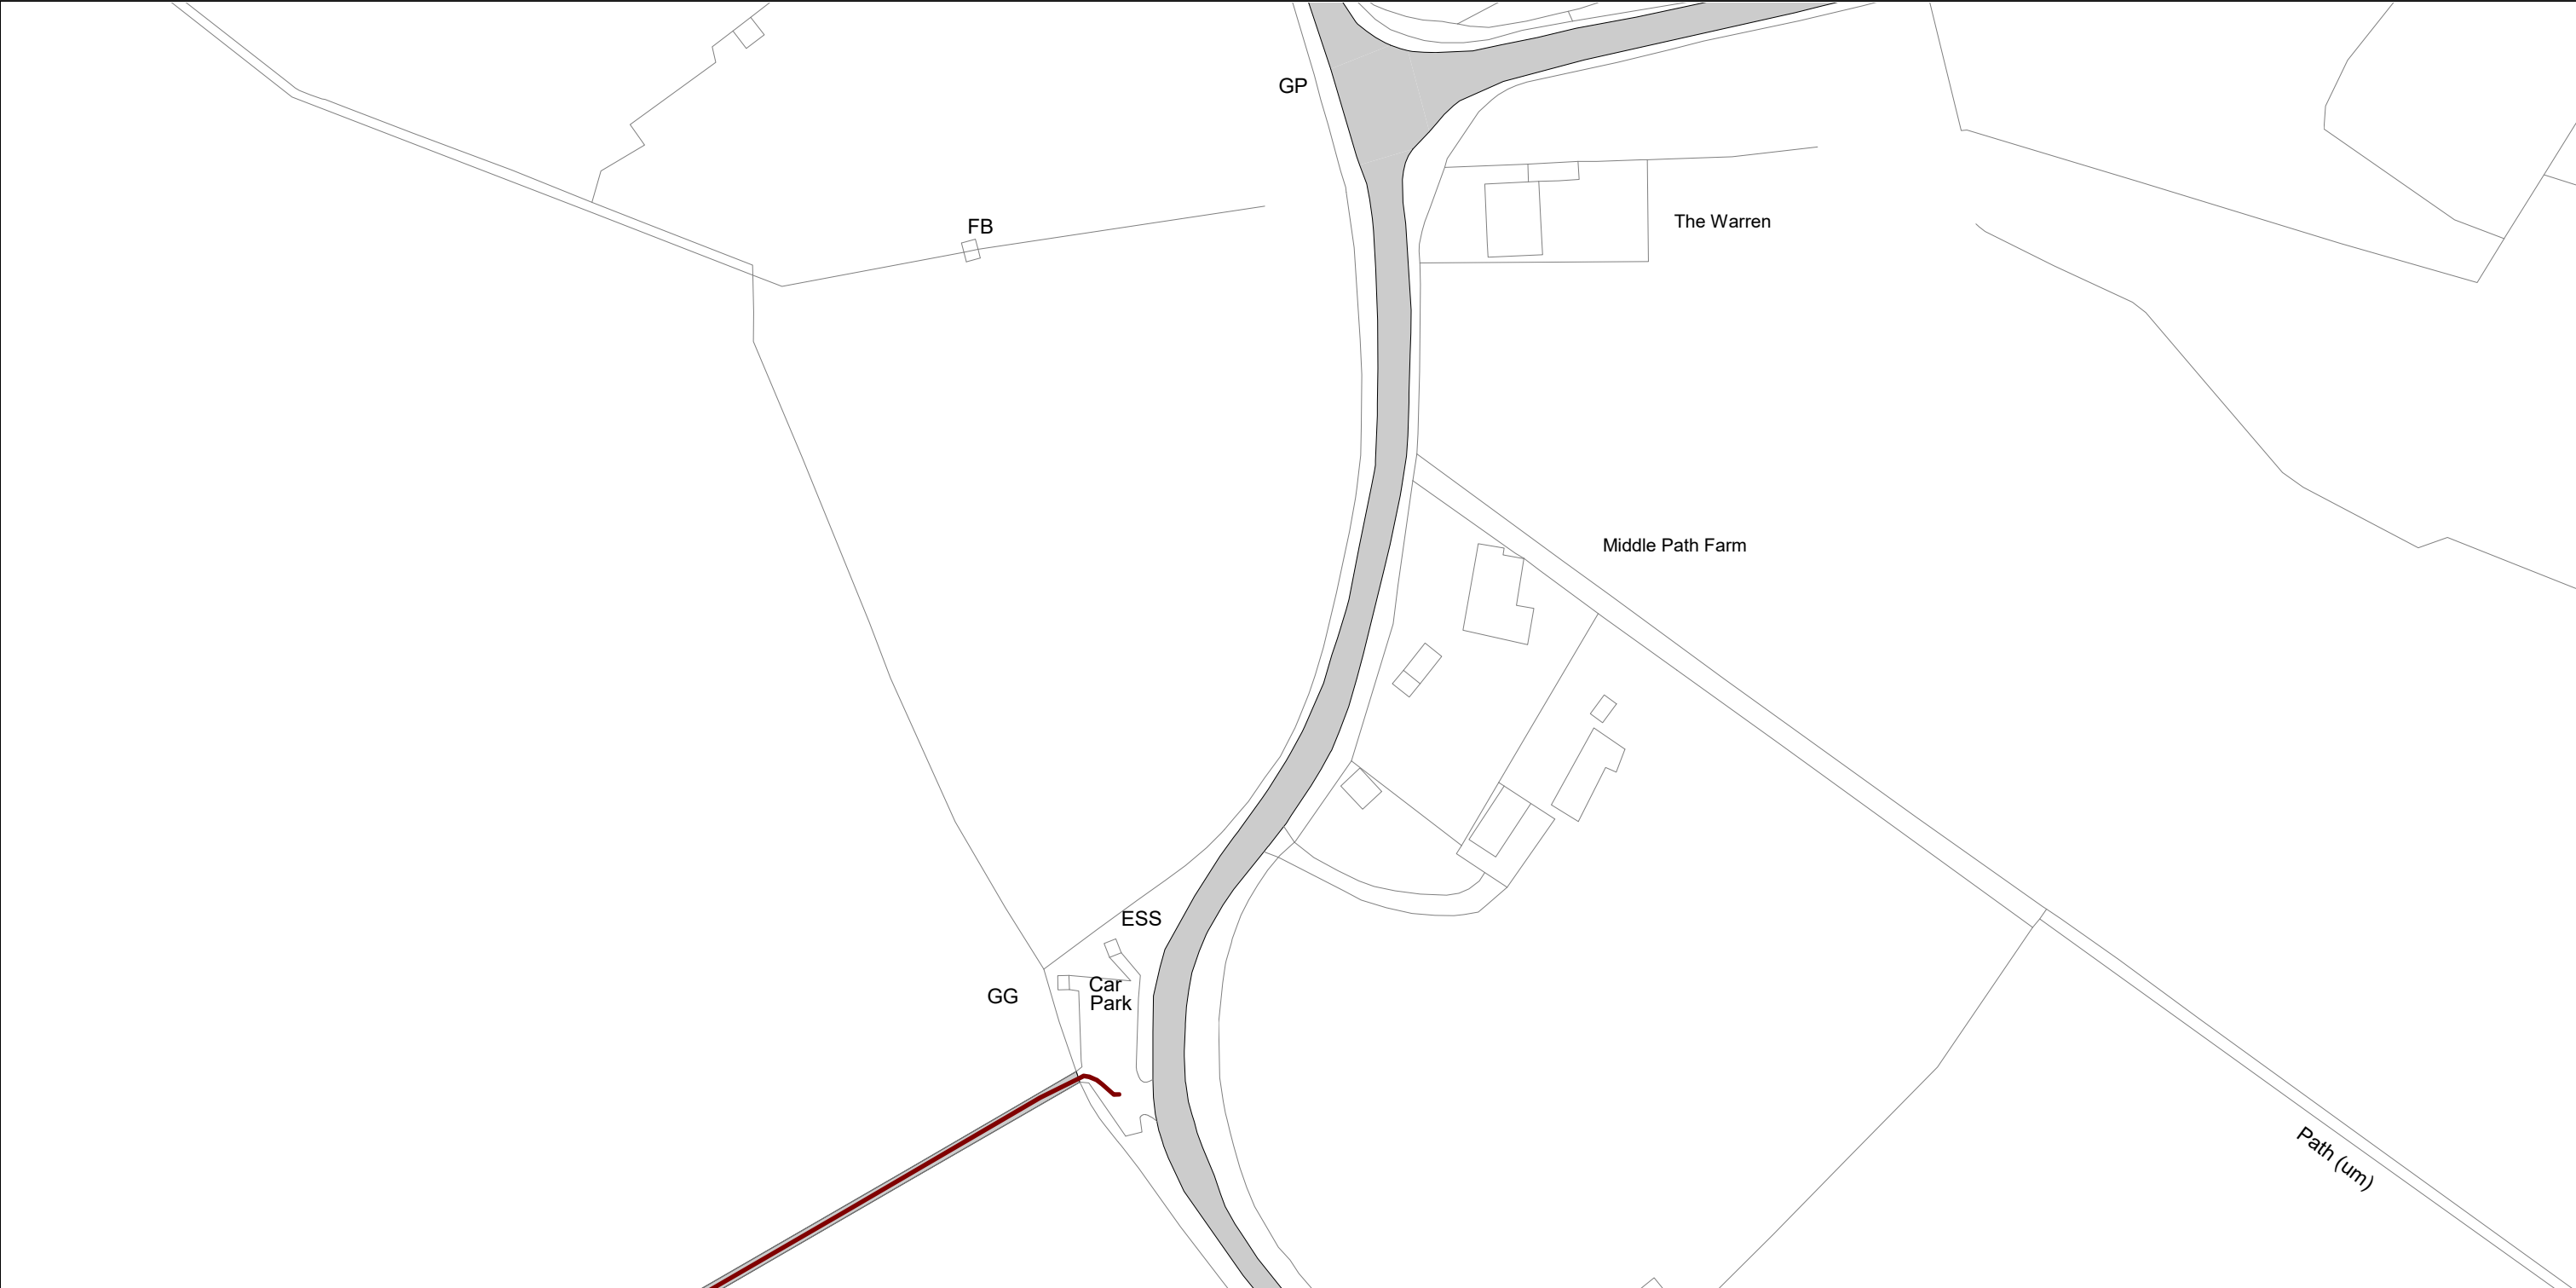 GP
FB
The Warren
Middle Path Farm
ESS
GG
Car
Park
Path (um)